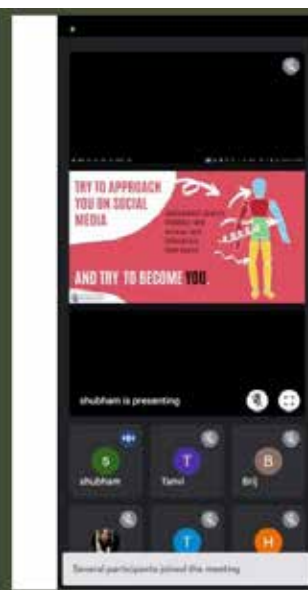 TRY TO APPROACH
YOU ON SOCIAL
MEDIA
AND TRY TO BECOME YOU.
shubham is presenting
S
T
B
shubham
Tanvi
Brij
T
H
Several participants joined the meeting